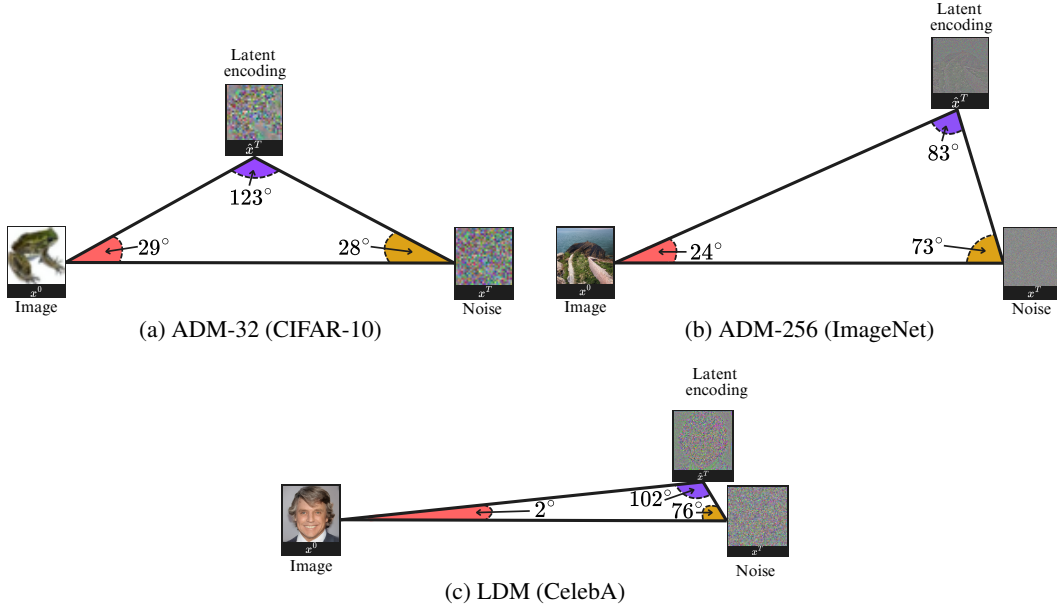 Latent
encoding
x̂^T
123°
29°
28°
x^0
Image
x^T
Noise
(a) ADM-32 (CIFAR-10)
Latent
encoding
x̂^T
83°
24°
73°
x^0
Image
x^T
Noise
(b) ADM-256 (ImageNet)
Latent
encoding
x̂^T
102°
2°
76°
x^0
Image
x^T
Noise
(c) LDM (CelebA)